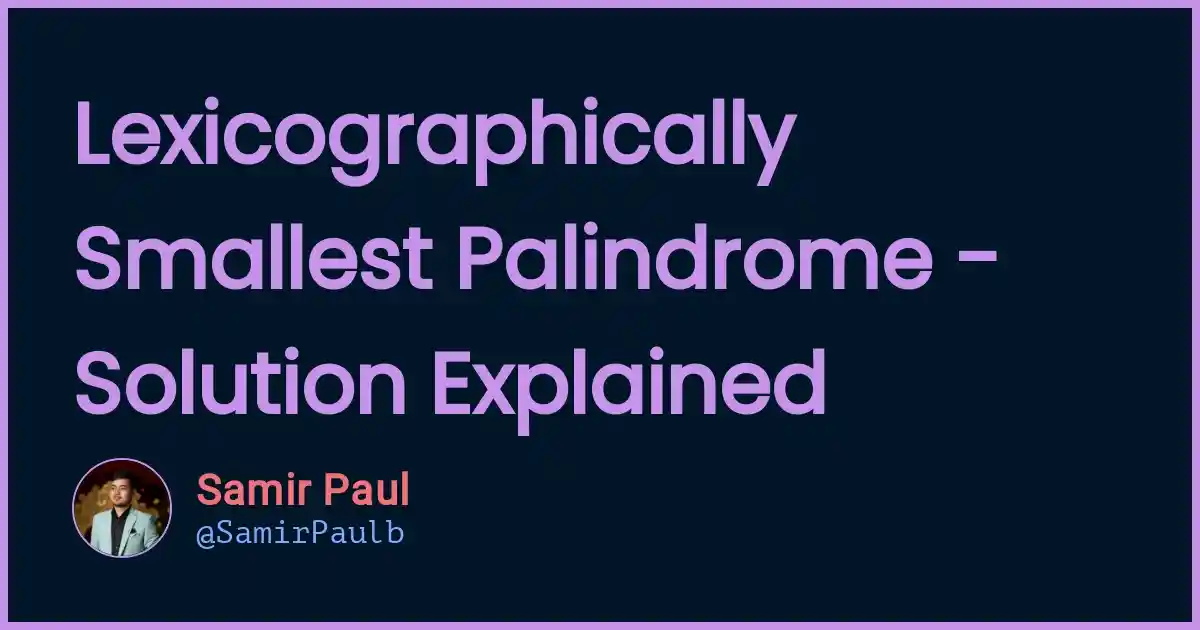 Lexicographically
Smallest Palindrome -
Solution Explained
Samir Paul
@SamirPaulb